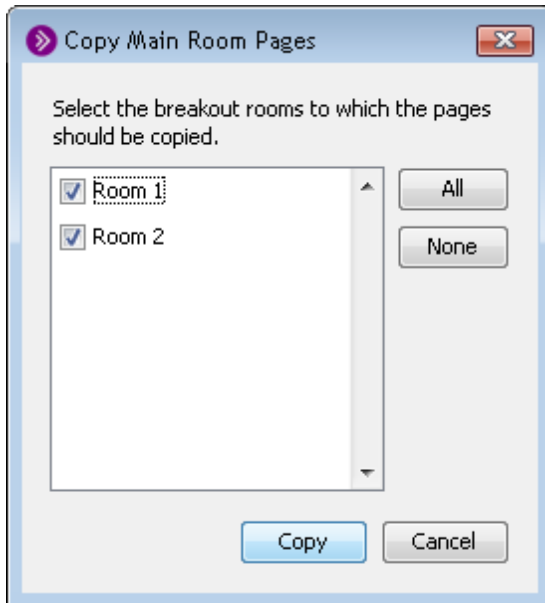 Copy Main Room Pages
Select the breakout rooms to which the pages
should be copied.
Room 1
All
Room 2
None
Copy
Cancel